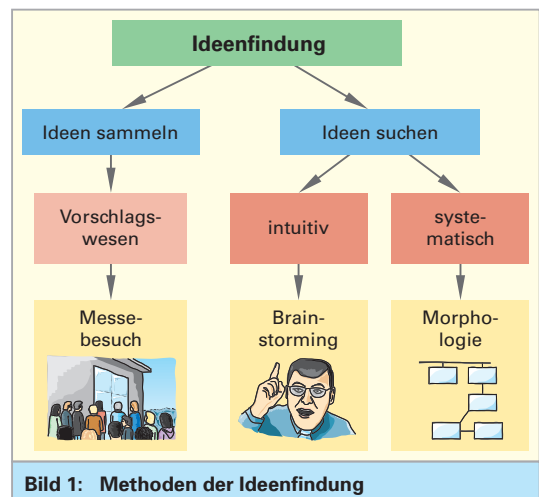 Ideenfindung
Ideen sammeln
Ideen suchen
Vorschlags-
wesen
intuitiv
syste-
matisch
Messe-
besuch
Brain-
storming
Morpho-
logie
Bild 1: Methoden der Ideenfindung